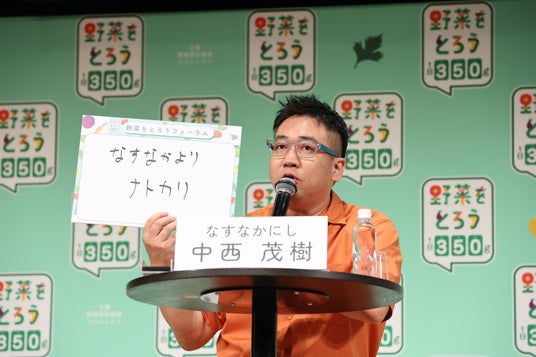 野菜を
とろう
1日350g
野菜をとろうフォーラム
なすなかより
ナトカリ
なすなかにし
中西 茂樹